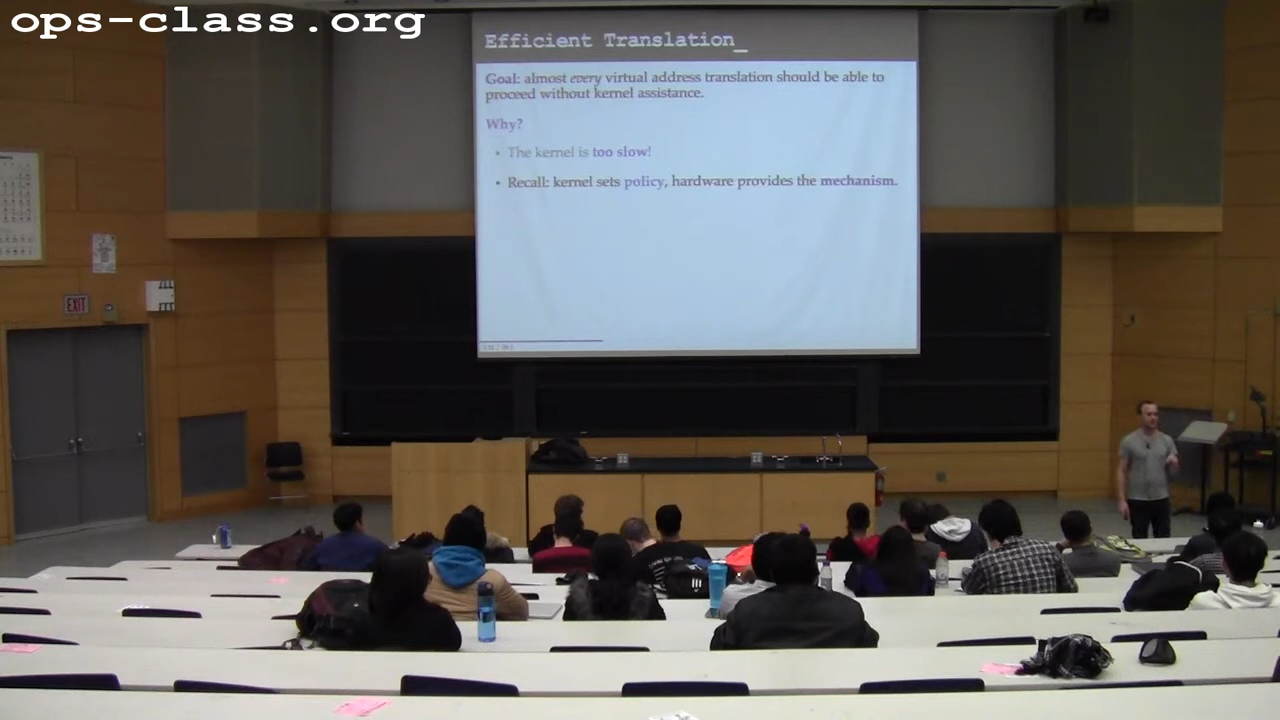 ops-class.org
Efficient Translation_
Goal: almost every virtual address translation should be able to
proceed without kernel assistance.
Why?
• The kernel is too slow!
• Recall: kernel sets policy, hardware provides the mechanism.
EXIT